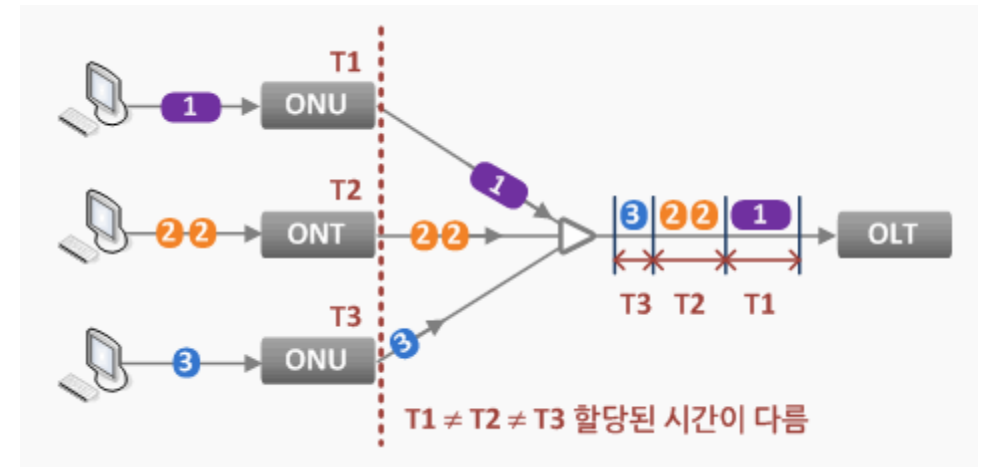 T1
1 ONU
1
T2
2 2 ONT 2 2
3 2 2 1 OLT
T3 T2 T1
T3
3 ONU 3
T1 ≠ T2 ≠ T3 할당된 시간이 다름